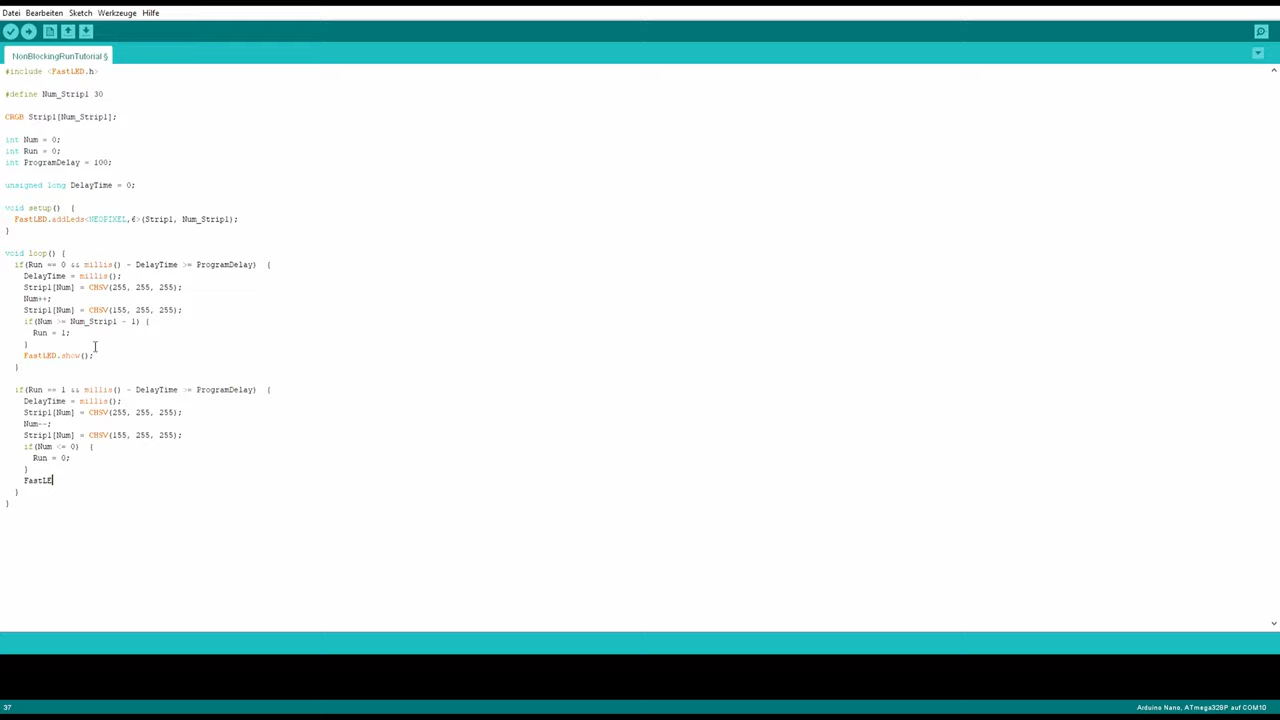 Datei Bearbeiten Sketch Werkzeuge Hilfe
NonBlockingRunTutorial §
#include <FastLED.h>
#define Num_Strip1 30
CRGB Strip1[Num_Strip1];
int Num = 0;
int Run = 0;
int ProgramDelay = 100;
unsigned long DelayTime = 0;
void setup() {
FastLED.addLeds<NEOPIXEL,6>(Strip1, Num_Strip1);
}
void loop() {
if(Run == 0 && millis() - DelayTime >= ProgramDelay) {
DelayTime = millis();
Strip1[Num] = CHSV(255, 255, 255);
Num++;
Strip1[Num] = CHSV(155, 255, 255);
if(Num >= Num_Strip1 - 1) {
Run = 1;
}
FastLED.show();
}
if(Run == 1 && millis() - DelayTime >= ProgramDelay) {
DelayTime = millis();
Strip1[Num] = CHSV(255, 255, 255);
Num--;
Strip1[Num] = CHSV(155, 255, 255);
if(Num <= 0) {
Run = 0;
}
FastLE
}
}
37
Arduino Nano, ATmega328P auf COM10